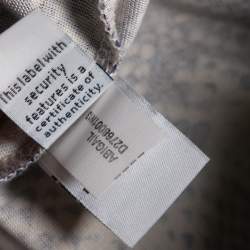 This label with
security
features is a
certificate of
authenticity.
ABIGAIL